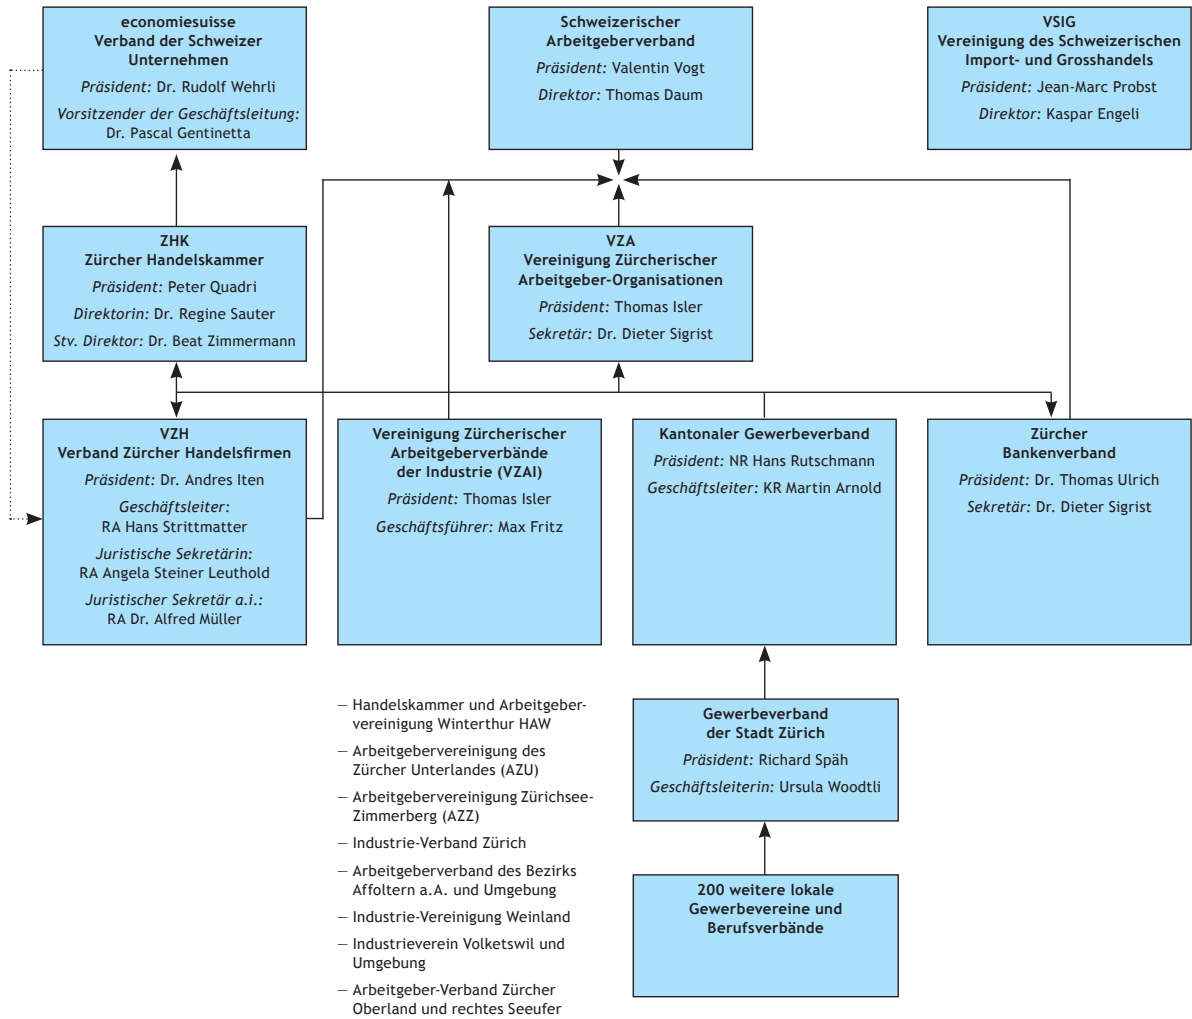 economiesuisse
Verband der Schweizer
Unternehmen
Präsident: Dr. Rudolf Wehrli
Vorsitzender der Geschäftsleitung:
Dr. Pascal Gentinetta
Schweizerischer
Arbeitgeberverband
Präsident: Valentin Vogt
Direktor: Thomas Daum
VSIG
Vereinigung des Schweizerischen
Import- und Grosshandels
Präsident: Jean-Marc Probst
Direktor: Kaspar Engeli
ZHK
Zürcher Handelskammer
Präsident: Peter Quadri
Direktorin: Dr. Regine Sauter
Stv. Direktor: Dr. Beat Zimmermann
VZA
Vereinigung Zürcherischer
Arbeitgeber-Organisationen
Präsident: Thomas Isler
Sekretär: Dr. Dieter Sigrist
VZH
Verband Zürcher Handelsfirmen
Präsident: Dr. Andres Iten
Geschäftsleiter:
RA Hans Strittmatter
Juristische Sekretärin:
RA Angela Steiner Leuthold
Juristischer Sekretär a.i.:
RA Dr. Alfred Müller
Vereinigung Zürcherischer
Arbeitgeberverbände
der Industrie (VZAI)
Präsident: Thomas Isler
Geschäftsführer: Max Fritz
Kantonaler Gewerbeverband
Präsident: NR Hans Rutschmann
Geschäftsleiter: KR Martin Arnold
Zürcher
Bankenverband
Präsident: Dr. Thomas Ulrich
Sekretär: Dr. Dieter Sigrist
– Handelskammer und Arbeitgeber-
vereinigung Winterthur HAW
– Arbeitgebervereinigung des
Zürcher Unterlandes (AZU)
– Arbeitgebervereinigung Zürichsee-
Zimmerberg (AZZ)
– Industrie-Verband Zürich
– Arbeitgeberverband des Bezirks
Affoltern a.A. und Umgebung
– Industrie-Vereinigung Weinland
– Industrieverein Volketswil und
Umgebung
– Arbeitgeber-Verband Zürcher
Oberland und rechtes Seeufer
Gewerbeverband
der Stadt Zürich
Präsident: Richard Späh
Geschäftsleiterin: Ursula Woodtli
200 weitere lokale
Gewerbevereine und
Berufsverbände